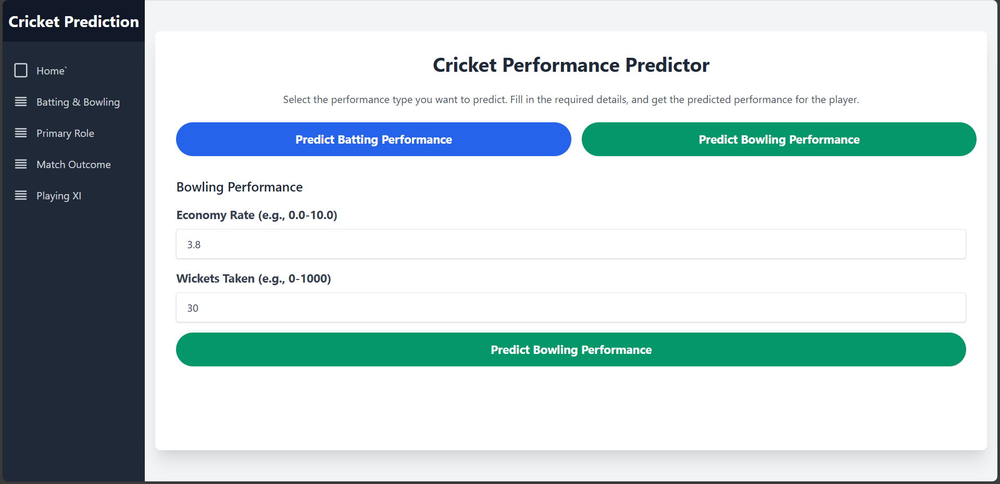 Cricket Prediction
Home`
Batting & Bowling
Primary Role
Match Outcome
Playing XI
Cricket Performance Predictor
Select the performance type you want to predict. Fill in the required details, and get the predicted performance for the player.
Predict Batting Performance
Predict Bowling Performance
Bowling Performance
Economy Rate (e.g., 0.0-10.0)
3.8
Wickets Taken (e.g., 0-1000)
30
Predict Bowling Performance